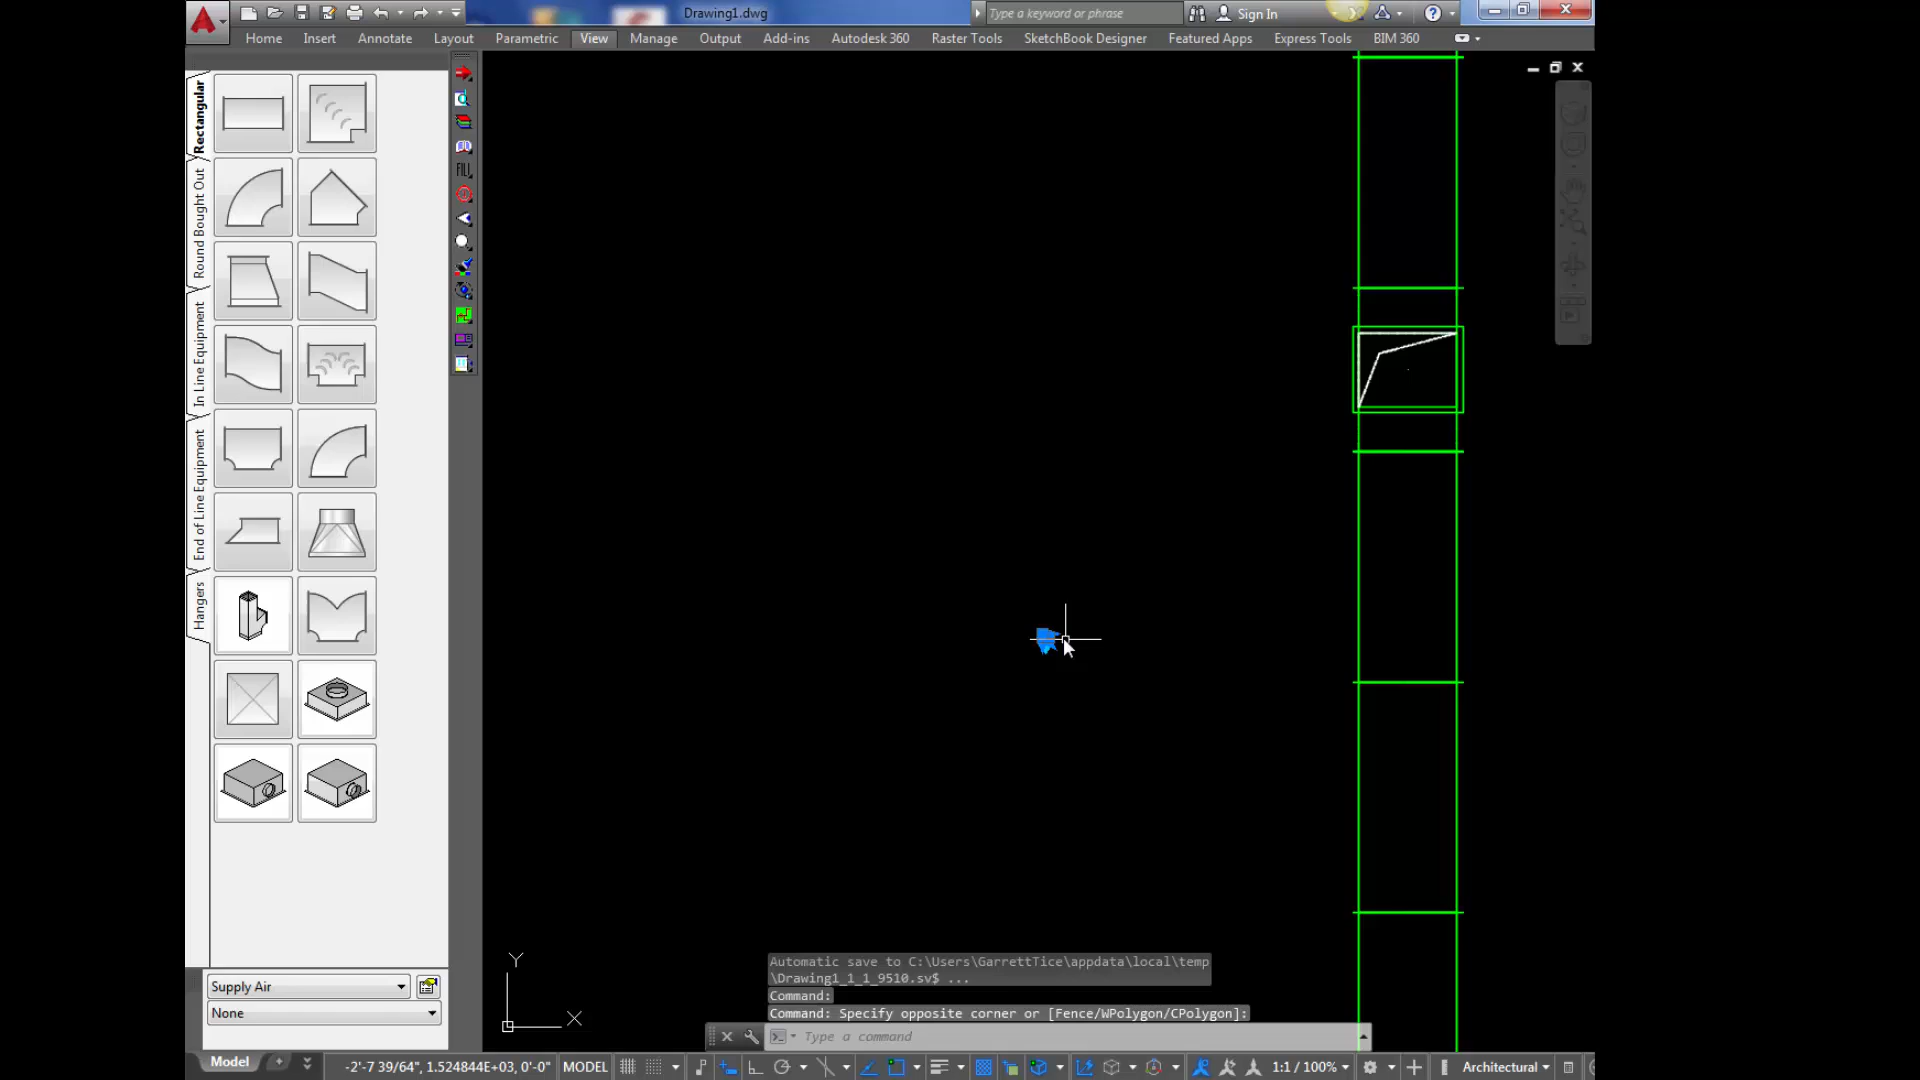 Drawing1.dwg
Type a keyword or phrase
Sign In
Home Insert Annotate Layout Parametric View Manage Output Add-ins Autodesk 360 Raster Tools SketchBook Designer Featured Apps Express Tools BIM 360
Rectangular
Round Bought Out
In Line Equipment
End of Line Equipment
Hangers
FILL
Supply Air
None
Y
X
Automatic save to C:\Users\GarrettTice\appdata\local\temp
\Drawing1_1_1_9510.sv$ ...
Command:
Command: Specify opposite corner or [Fence/WPolygon/CPolygon]:
Type a command
Model
-2'-7 39/64", 1.524844E+03, 0'-0" MODEL 1:1 / 100% Architectural